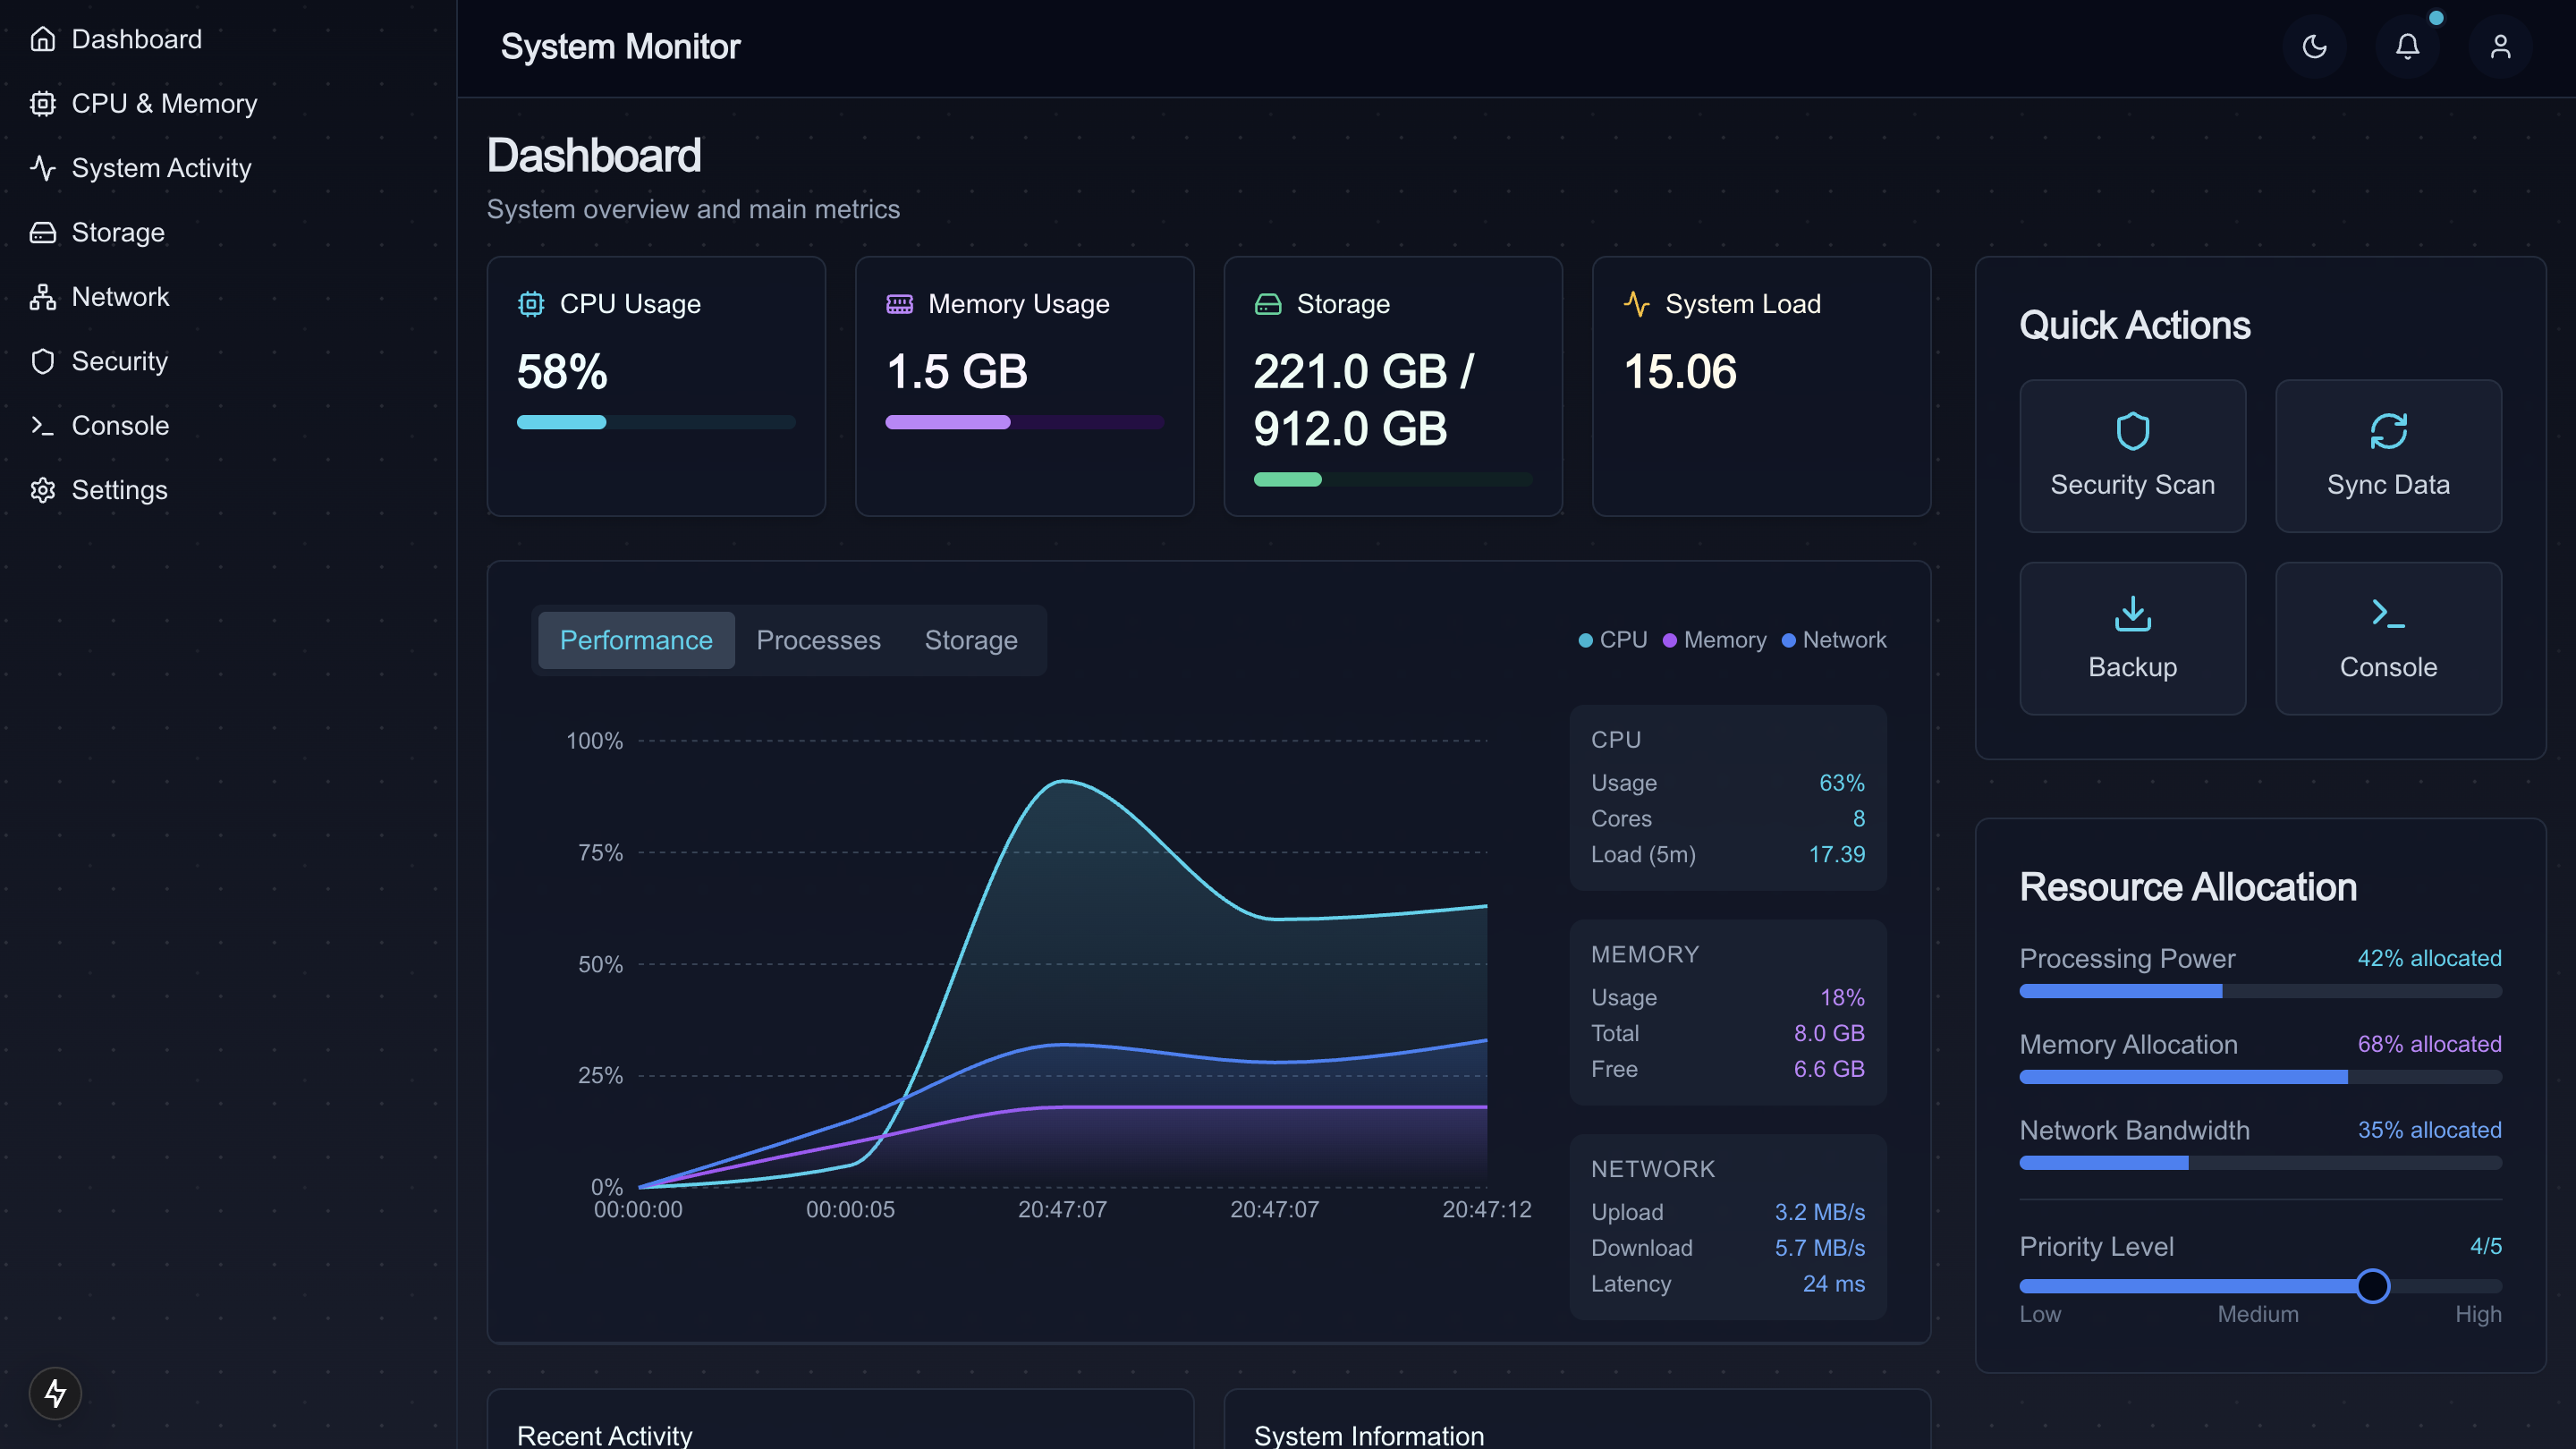 Dashboard
CPU & Memory
System Activity
Storage
Network
Security
Console
Settings
System Monitor
Dashboard
System overview and main metrics
CPU Usage
58%
Memory Usage
1.5 GB
Storage
221.0 GB /
912.0 GB
System Load
15.06
Performance
Processes
Storage
CPU
Memory
Network
100%
75%
50%
25%
0%
00:00:00
00:00:05
20:47:07
20:47:07
20:47:12
CPU
Usage 63%
Cores 8
Load (5m) 17.39
MEMORY
Usage 18%
Total 8.0 GB
Free 6.6 GB
NETWORK
Upload 3.2 MB/s
Download 5.7 MB/s
Latency 24 ms
Recent Activity
System Information
Quick Actions
Security Scan
Sync Data
Backup
Console
Resource Allocation
Processing Power 42% allocated
Memory Allocation 68% allocated
Network Bandwidth 35% allocated
Priority Level 4/5
Low Medium High